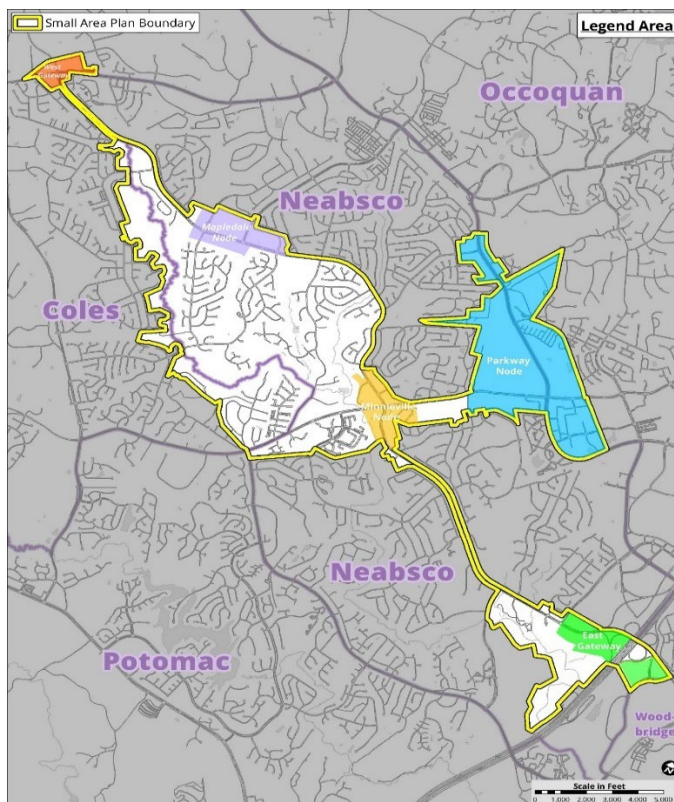 Small Area Plan Boundary
Legend Area
West
Gateway
Occoquan
Neabsco
Mapledale
Node
Coles
Parkway
Node
Minnieville
Node
Neabsco
East
Gateway
Potomac
Wood-
bridge
N
Scale in Feet
0 1,000 2,000 3,000 4,000 5,000